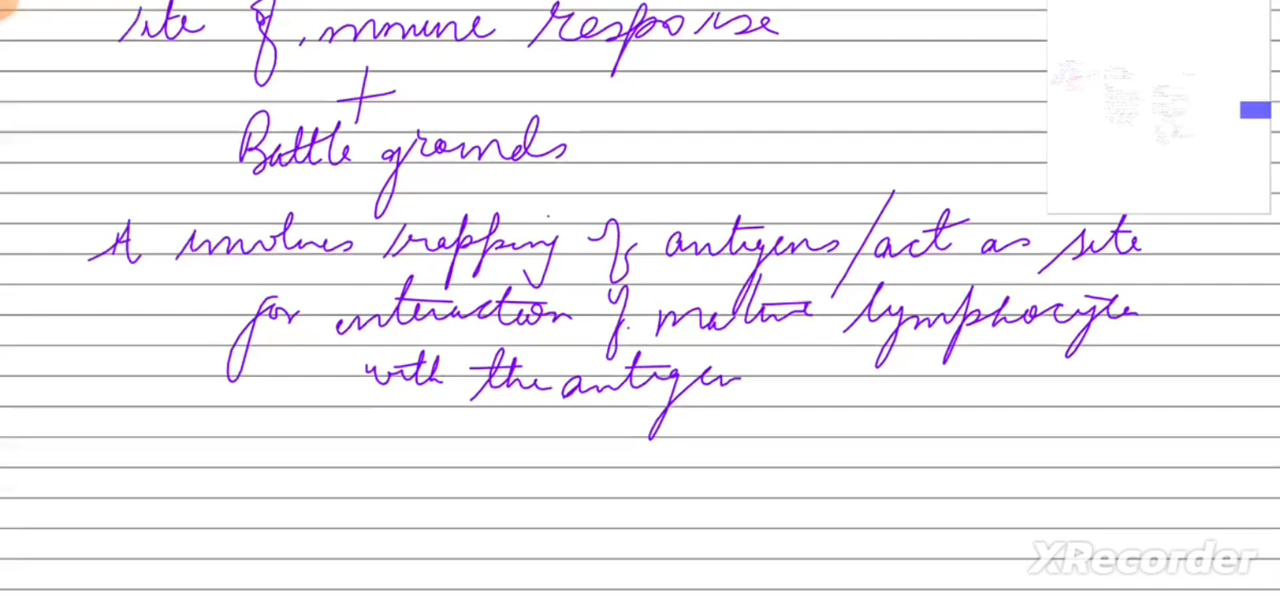 site of immune response
+
Battle grounds
It involves trapping of antigens/act as site
for interaction of mature lymphocyte
with the antigen
XRecorder